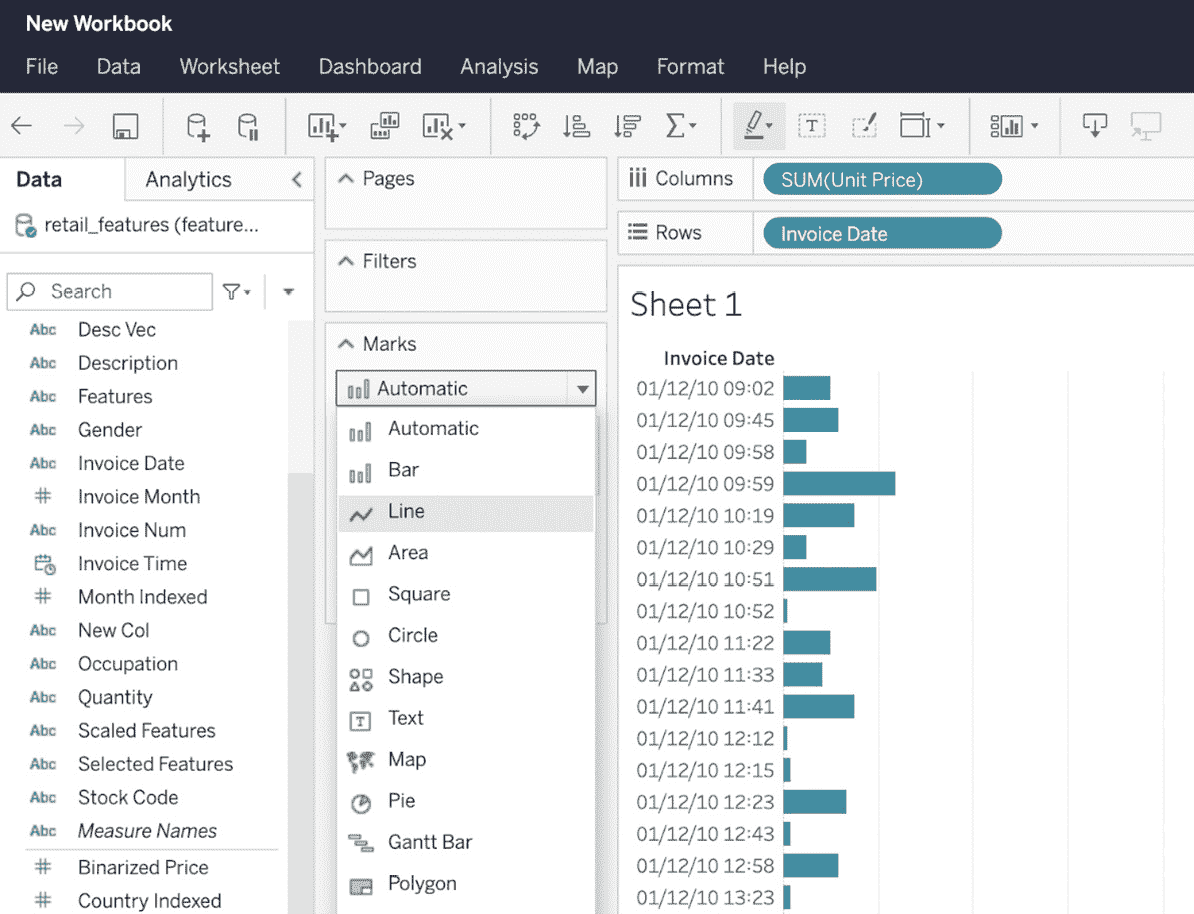 New Workbook
File Data Worksheet Dashboard Analysis Map Format Help
Data Analytics
retail_features (feature...
Search
Abc Desc Vec
Abc Description
Abc Features
Abc Gender
Abc Invoice Date
# Invoice Month
Abc Invoice Num
Invoice Time
# Month Indexed
Abc New Col
Abc Occupation
Abc Quantity
Abc Scaled Features
Abc Selected Features
Abc Stock Code
Abc Measure Names
# Binarized Price
# Country Indexed
Pages
Filters
Marks
Automatic
Automatic
Bar
Line
Area
Square
Circle
Shape
Text
Map
Pie
Gantt Bar
Polygon
Columns SUM(Unit Price)
Rows Invoice Date
Sheet 1
Invoice Date
01/12/10 09:02
01/12/10 09:45
01/12/10 09:58
01/12/10 09:59
01/12/10 10:19
01/12/10 10:29
01/12/10 10:51
01/12/10 10:52
01/12/10 11:22
01/12/10 11:33
01/12/10 11:41
01/12/10 12:12
01/12/10 12:15
01/12/10 12:23
01/12/10 12:43
01/12/10 12:58
01/12/10 13:23